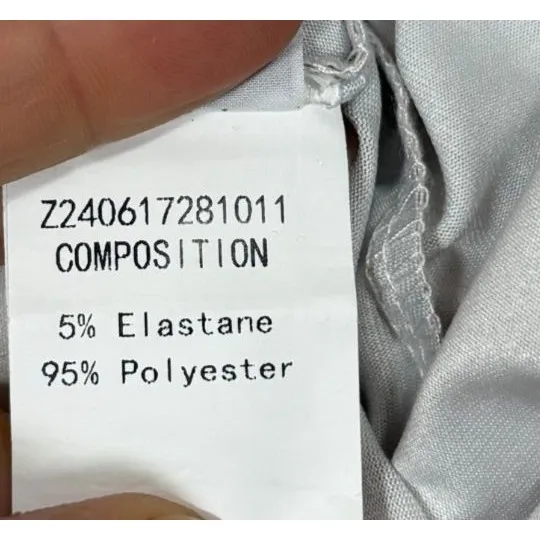 Z240617281011
COMPOSITION
5% Elastane
95% Polyester